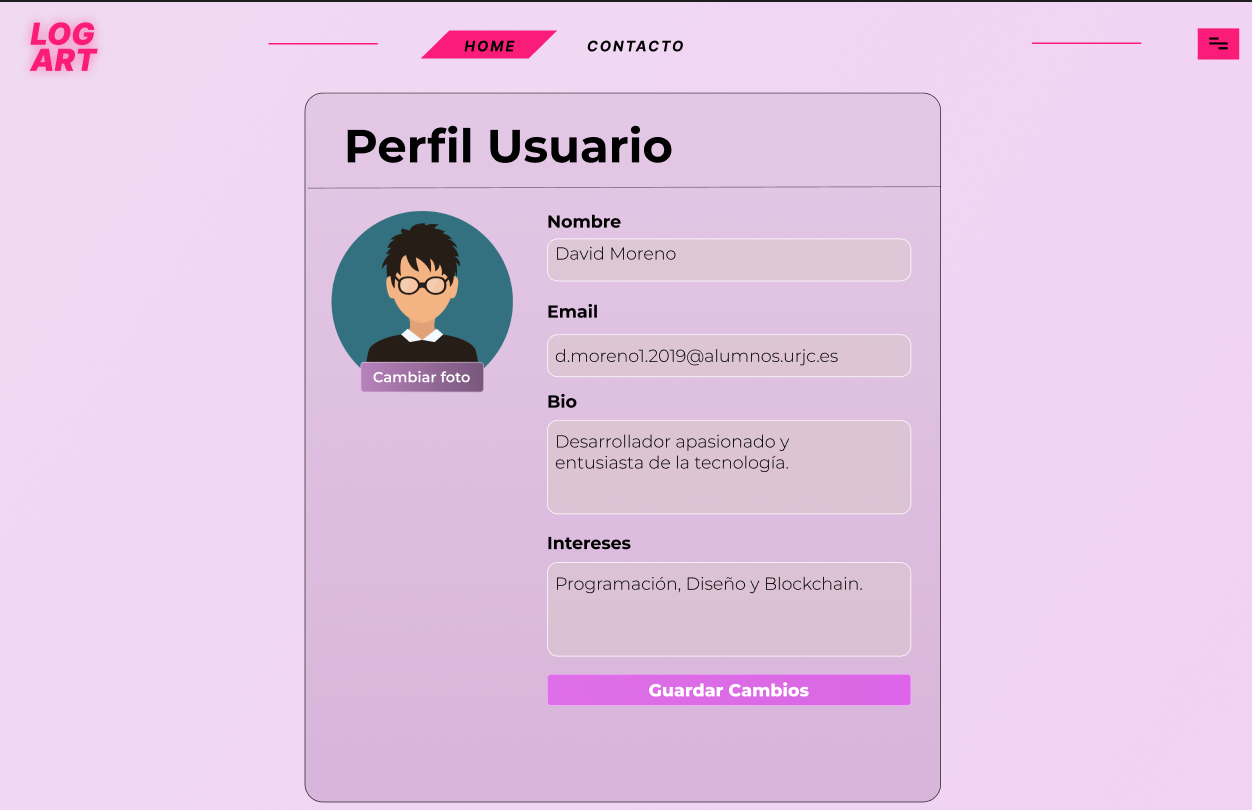 LOG
ART
HOME
CONTACTO
Perfil Usuario
Cambiar foto
Nombre
David Moreno
Email
d.moreno1.2019@alumnos.urjc.es
Bio
Desarrollador apasionado y
entusiasta de la tecnología.
Intereses
Programación, Diseño y Blockchain.
Guardar Cambios